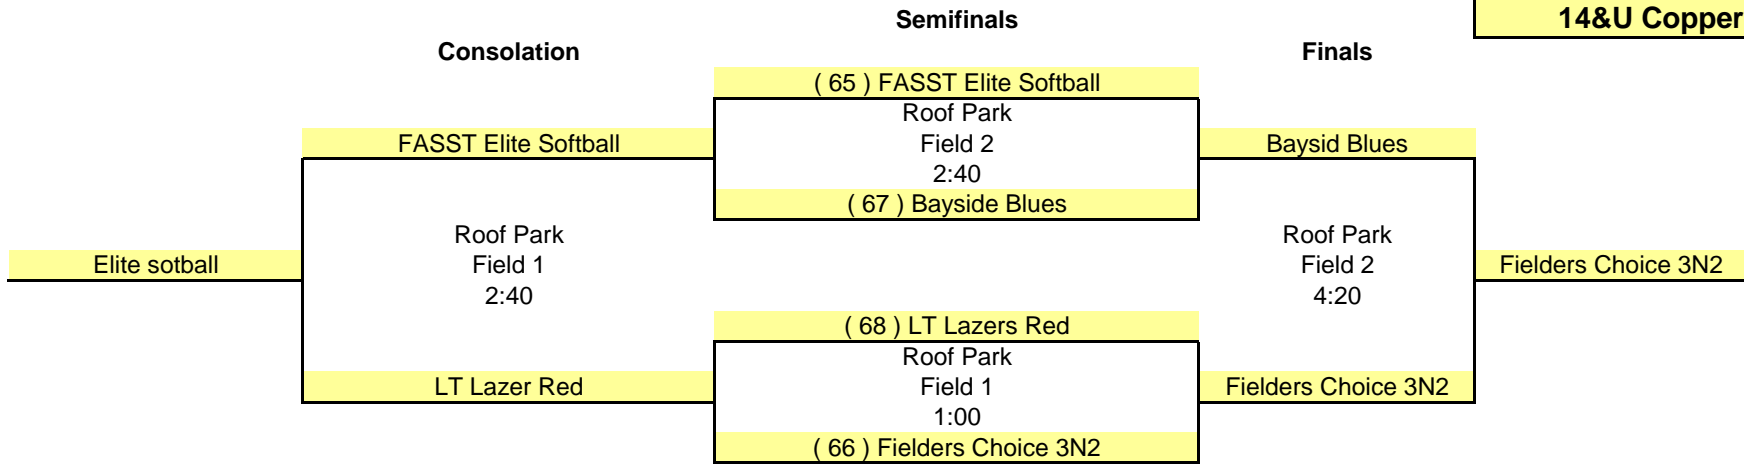 Semifinals
14&U Copper
Consolation
Finals
( 65 ) FASST Elite Softball
Roof Park
FASST Elite Softball
Field 2
Baysid Blues
2:40
( 67 ) Bayside Blues
Roof Park
Roof Park
Elite sotball
Field 1
Field 2
Fielders Choice 3N2
2:40
4:20
( 68 ) LT Lazers Red
Roof Park
LT Lazer Red
Field 1
Fielders Choice 3N2
1:00
( 66 ) Fielders Choice 3N2